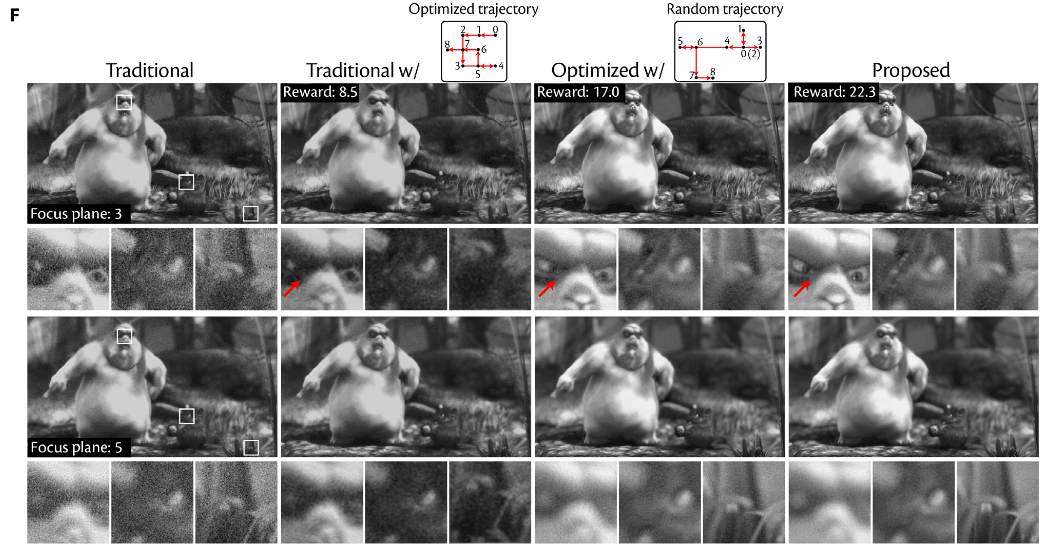 F
Optimized trajectory
Random trajectory
2 1 0
8 7 6
3 5 4
1
5 6 4 0(2) 3
7 8
Traditional
Traditional w/
Optimized w/
Proposed
Reward: 8.5
Reward: 17.0
Reward: 22.3
Focus plane: 3
Focus plane: 5